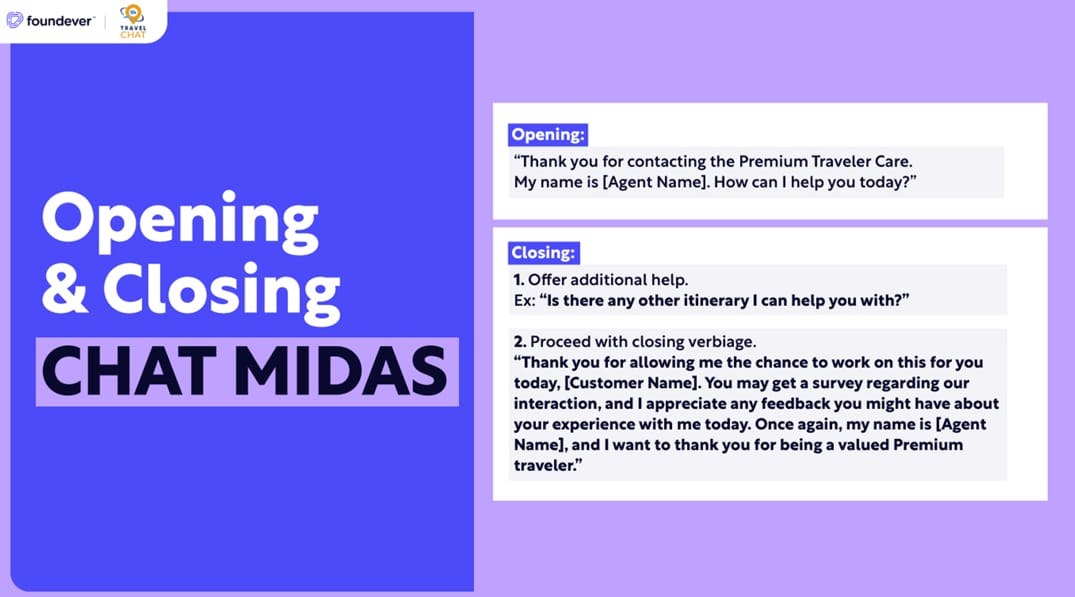 foundever
TRAVEL
CHAT
Opening
& Closing
CHAT MIDAS
Opening:
“Thank you for contacting the Premium Traveler Care.
My name is [Agent Name]. How can I help you today?”
Closing:
1. Offer additional help.
Ex: “Is there any other itinerary I can help you with?”
2. Proceed with closing verbiage.
“Thank you for allowing me the chance to work on this for you
today, [Customer Name]. You may get a survey regarding our
interaction, and I appreciate any feedback you might have about
your experience with me today. Once again, my name is [Agent
Name], and I want to thank you for being a valued Premium
traveler.”